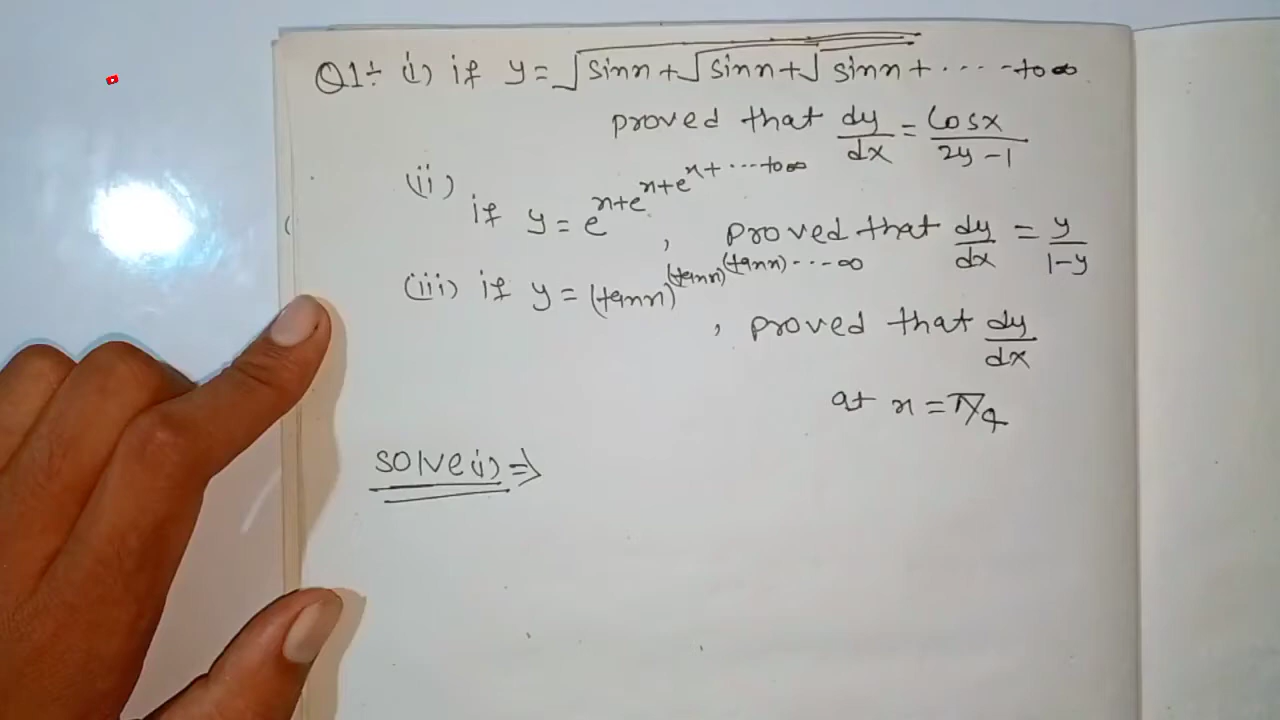 Q1÷ (i) if y = √sinx + √sinx + √sinx + ..... to ∞
proved that dy/dx = cosx/2y-1
(ii) if y = e^x+e^x+e^x+ .... to ∞, proved that dy/dx = y/1-y
(iii) if y = (tanx)^(tanx)^(tanx)....∞, proved that dy/dx
at x = π/4
SOLVE(i) ⇒